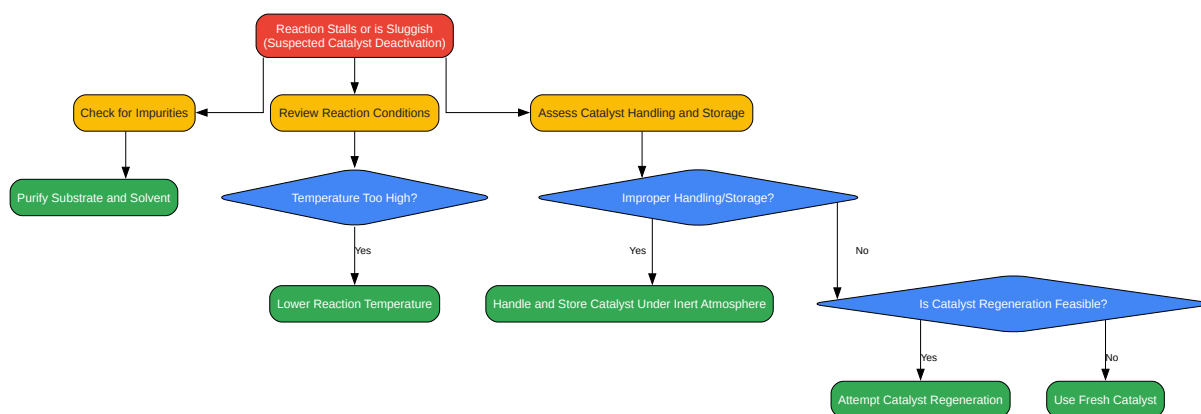 Reaction Stalls or is Sluggish
(Suspected Catalyst Deactivation)
Check for Impurities
Review Reaction Conditions
Assess Catalyst Handling and Storage
Purify Substrate and Solvent
Temperature Too High?
Improper Handling/Storage?
Yes
Yes
No
Lower Reaction Temperature
Handle and Store Catalyst Under Inert Atmosphere
Is Catalyst Regeneration Feasible?
Yes
No
Attempt Catalyst Regeneration
Use Fresh Catalyst